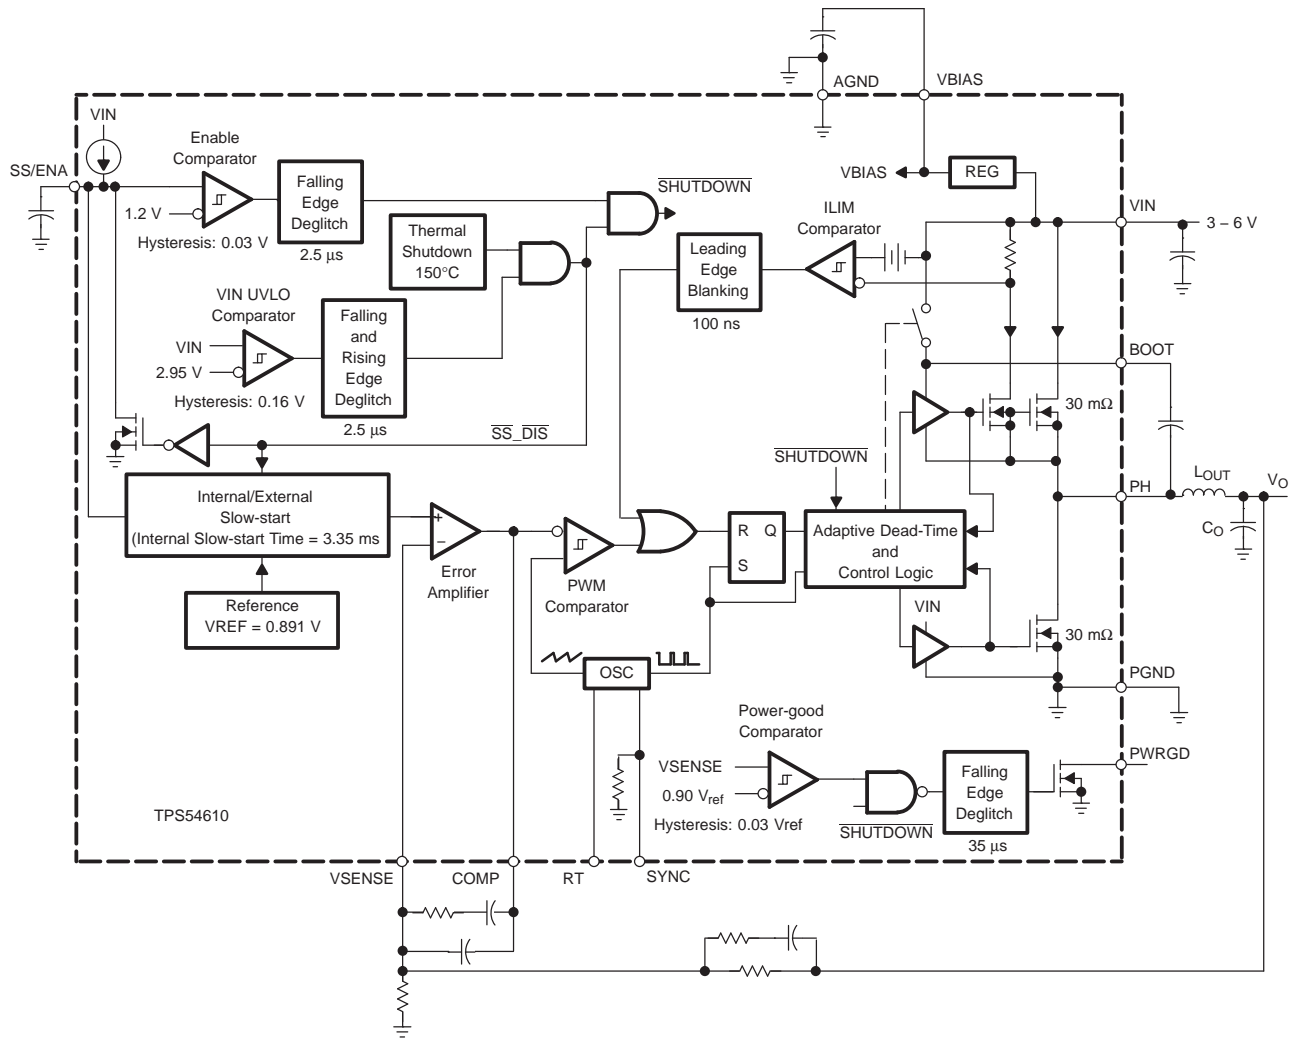 AGND
VBIAS
VIN
Enable
Comparator
SS/ENA
1.2 V
Hysteresis: 0.03 V
Falling
Edge
Deglitch
2.5 µs
SHUTDOWN
VBIAS
REG
VIN
3 – 6 V
Thermal
Shutdown
150°C
ILIM
Comparator
Leading
Edge
Blanking
100 ns
VIN UVLO
Comparator
VIN
2.95 V
Hysteresis: 0.16 V
Falling
and
Rising
Edge
Deglitch
2.5 µs
BOOT
30 mΩ
SS_DIS
SHUTDOWN
PH
LOUT
VO
CO
Internal/External
Slow-start
(Internal Slow-start Time = 3.35 ms
+
−
Error
Amplifier
PWM
Comparator
R Q
S
Adaptive Dead-Time
and
Control Logic
Reference
VREF = 0.891 V
VIN
30 mΩ
OSC
PGND
Power-good
Comparator
VSENSE
0.90 Vref
Hysteresis: 0.03 Vref
SHUTDOWN
Falling
Edge
Deglitch
35 µs
PWRGD
TPS54610
VSENSE
COMP
RT
SYNC